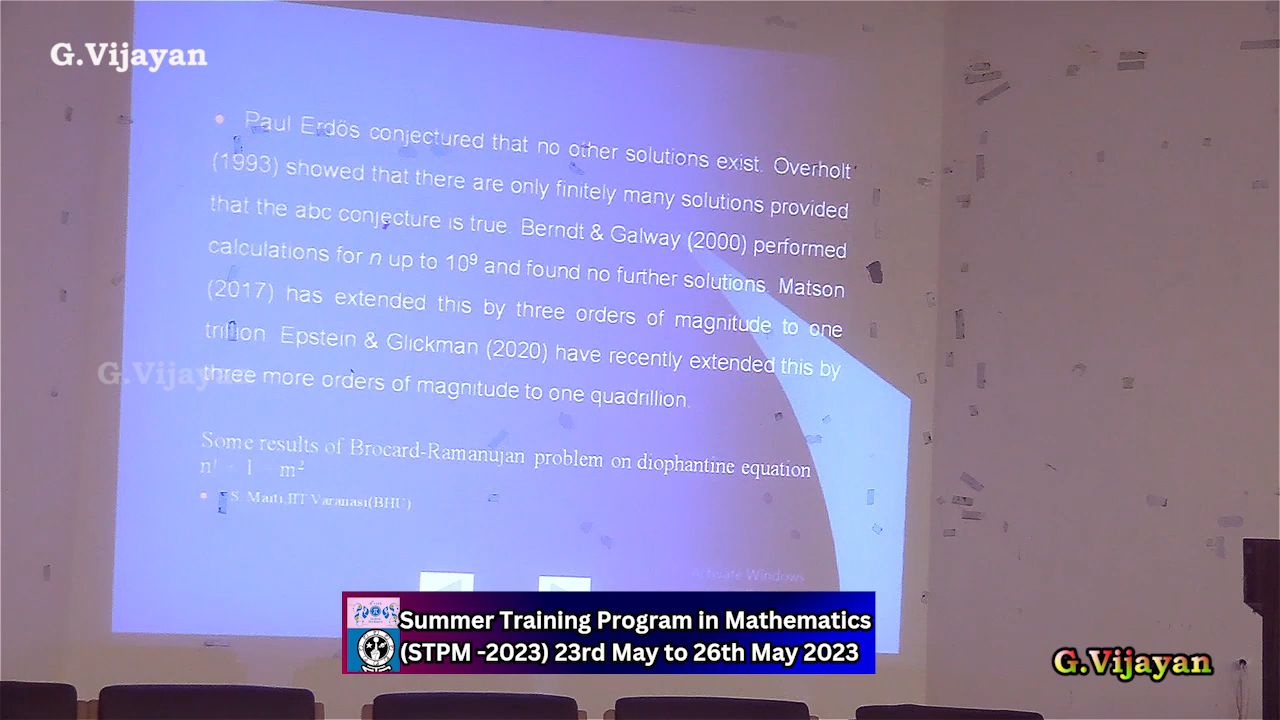 G.Vijayan
• Paul Erdös conjectured that no other solutions exist. Overholt
(1993) showed that there are only finitely many solutions provided
that the abc conjecture is true. Berndt & Galway (2000) performed
calculations for n up to 10⁹ and found no further solutions. Matson
(2017) has extended this by three orders of magnitude to one
trillion. Epstein & Glickman (2020) have recently extended this by
G.Vijayan
three more orders of magnitude to one quadrillion.
Some results of Brocard-Ramanujan problem on diophantine equation
n! + 1 = m²
• S. Maiti,IIT Varanasi(BHU)
Activate Windows
Summer Training Program in Mathematics
(STPM -2023) 23rd May to 26th May 2023
G.Vijayan